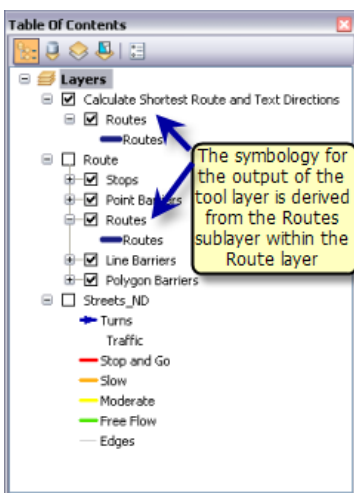 Table Of Contents
Layers
Calculate Shortest Route and Text Directions
Routes
Routes
Route
Stops
Point Barriers
Routes
Routes
Line Barriers
Polygon Barriers
Streets_ND
Turns
Traffic
Stop and Go
Slow
Moderate
Free Flow
Edges
The symbology for
the output of the
tool layer is derived
from the Routes
sublayer within the
Route layer